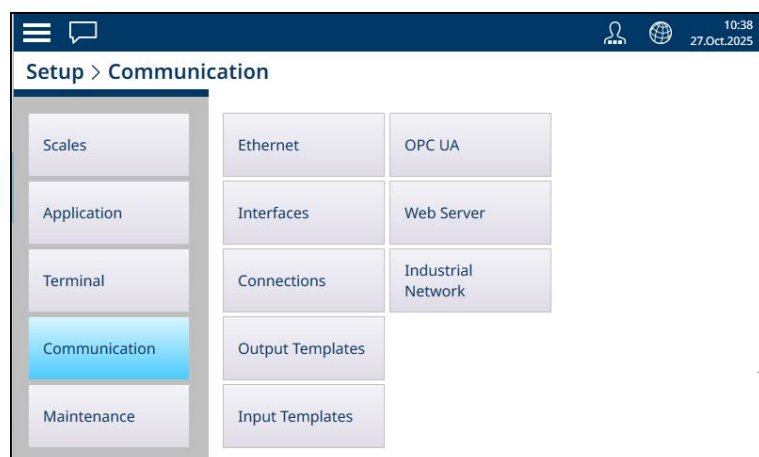 10:38
27.Oct.2025
Setup > Communication
Scales
Ethernet
OPC UA
Application
Interfaces
Web Server
Terminal
Connections
Industrial
Network
Communication
Output Templates
Maintenance
Input Templates